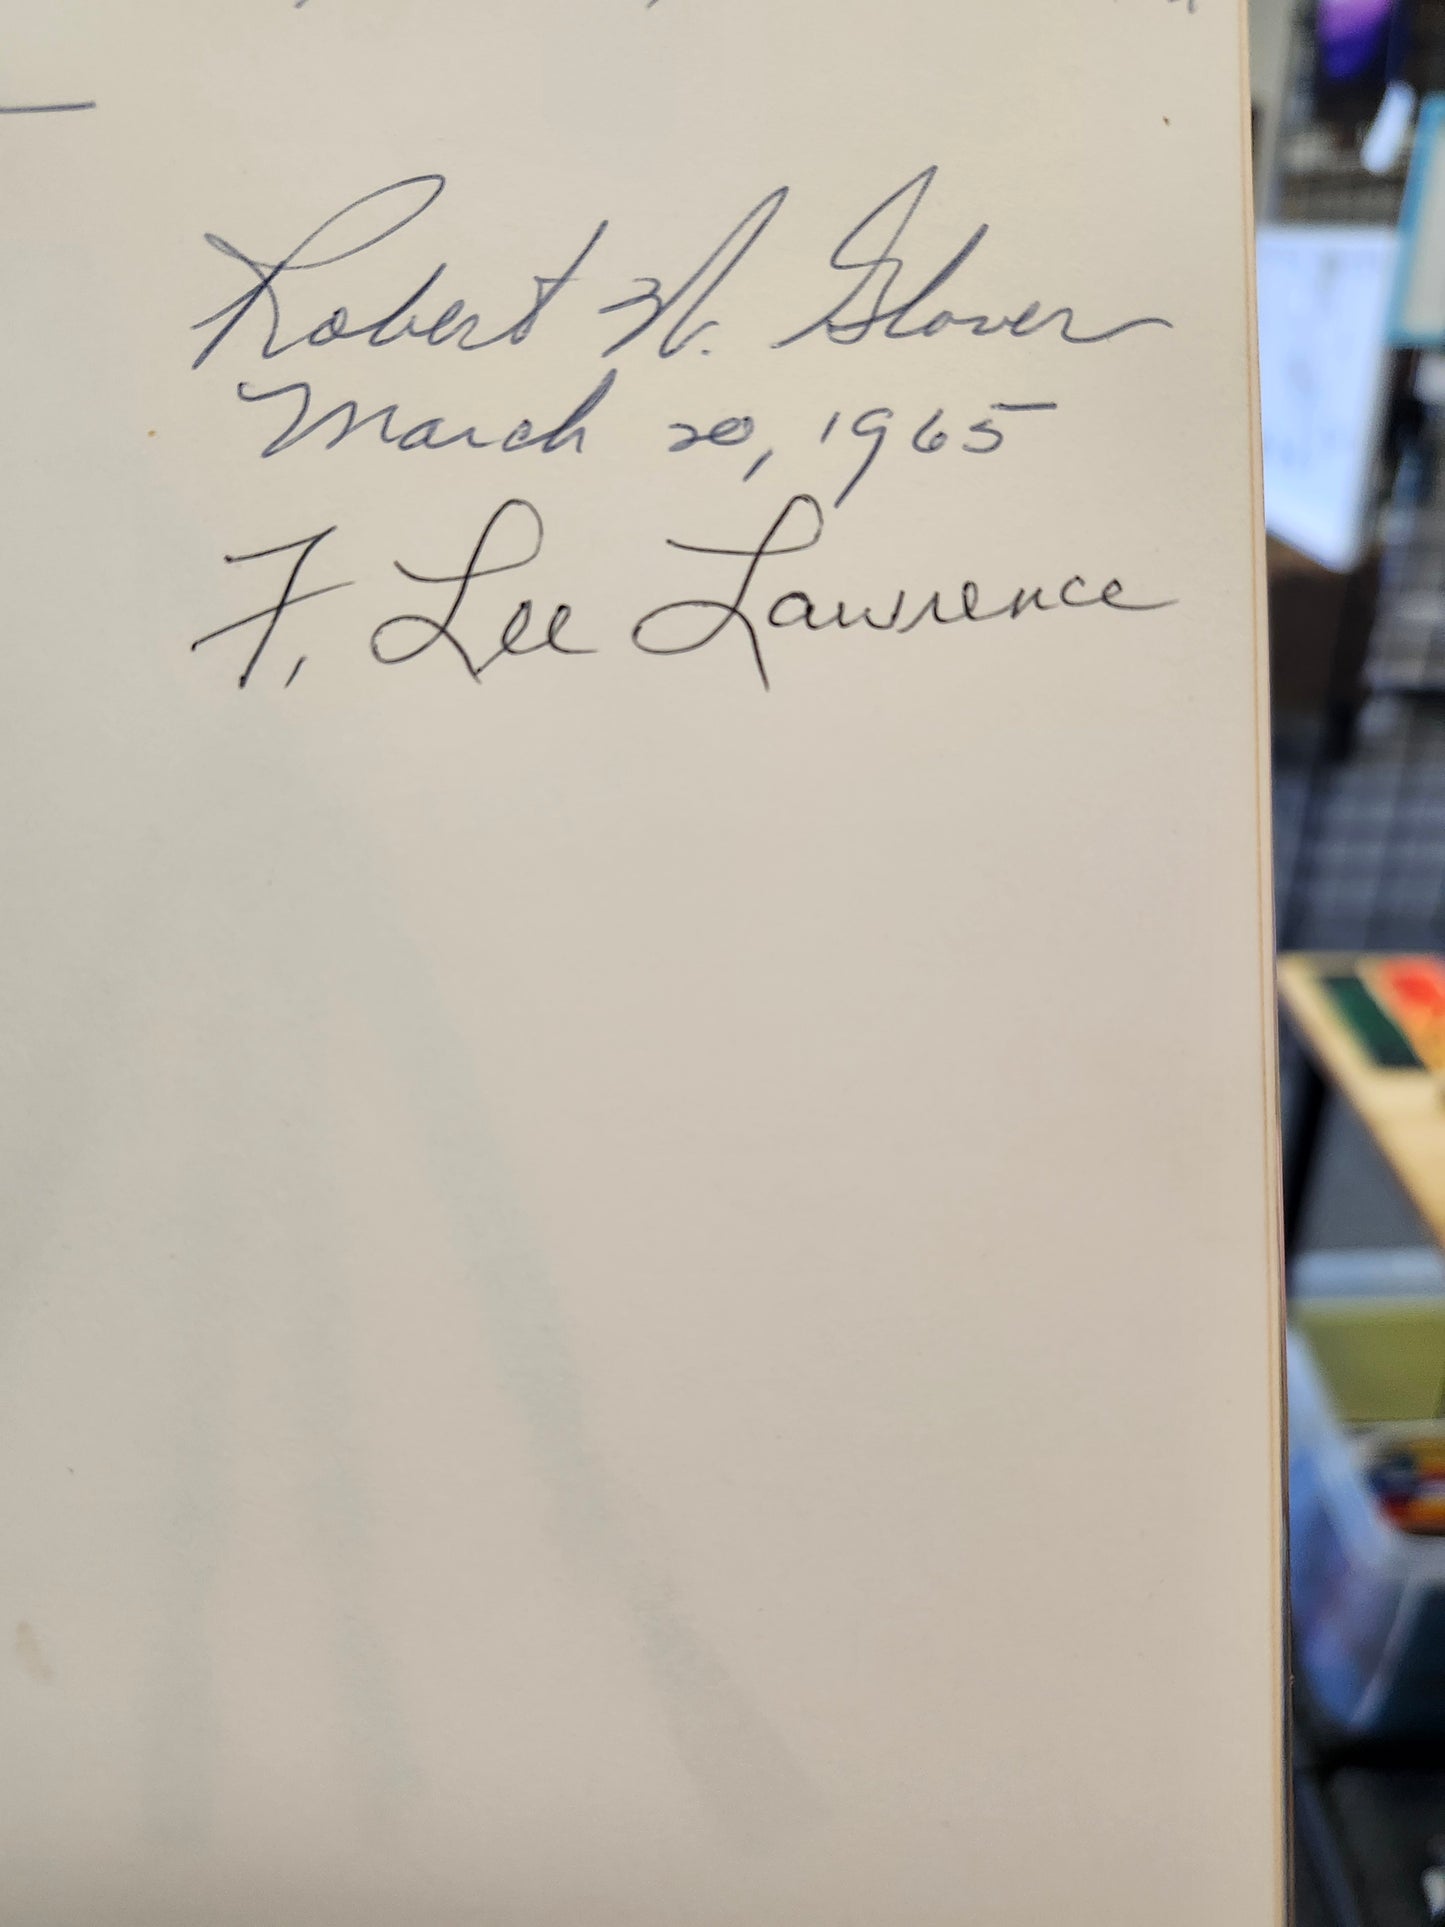 Robert W. Glover
March 20, 1965
F. Lee Lawrence